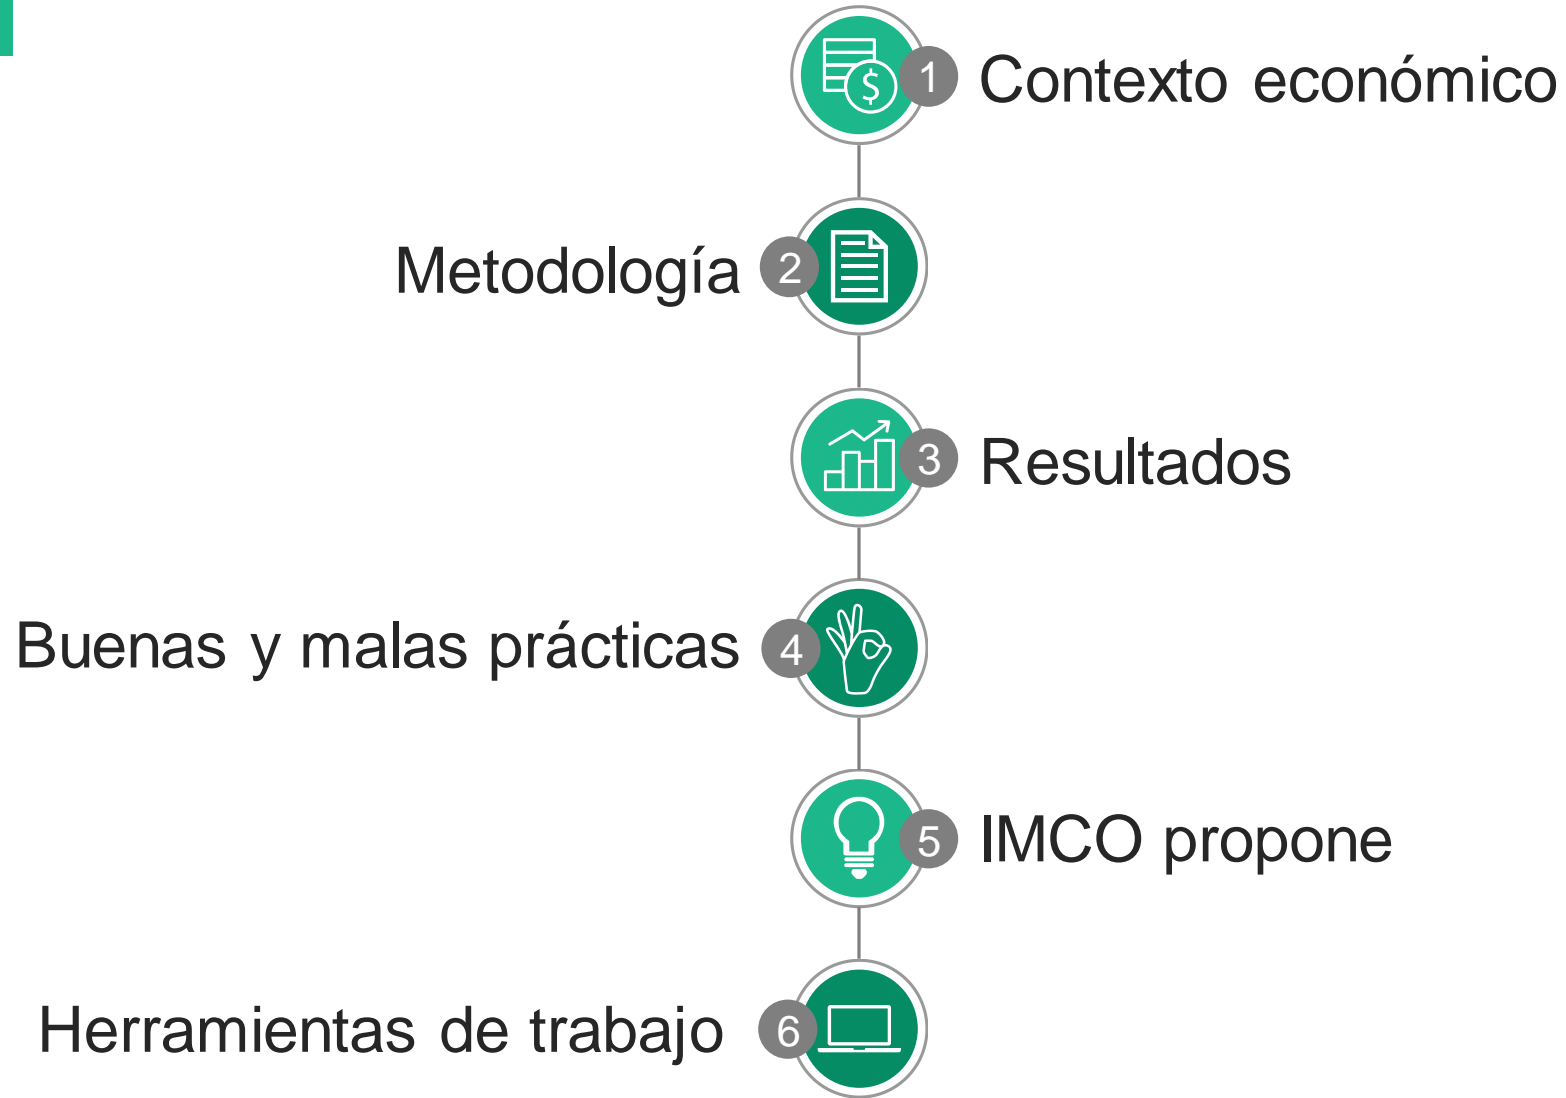 $
1 Contexto económico
Metodología 2
3 Resultados
Buenas y malas prácticas 4
5 IMCO propone
Herramientas de trabajo 6